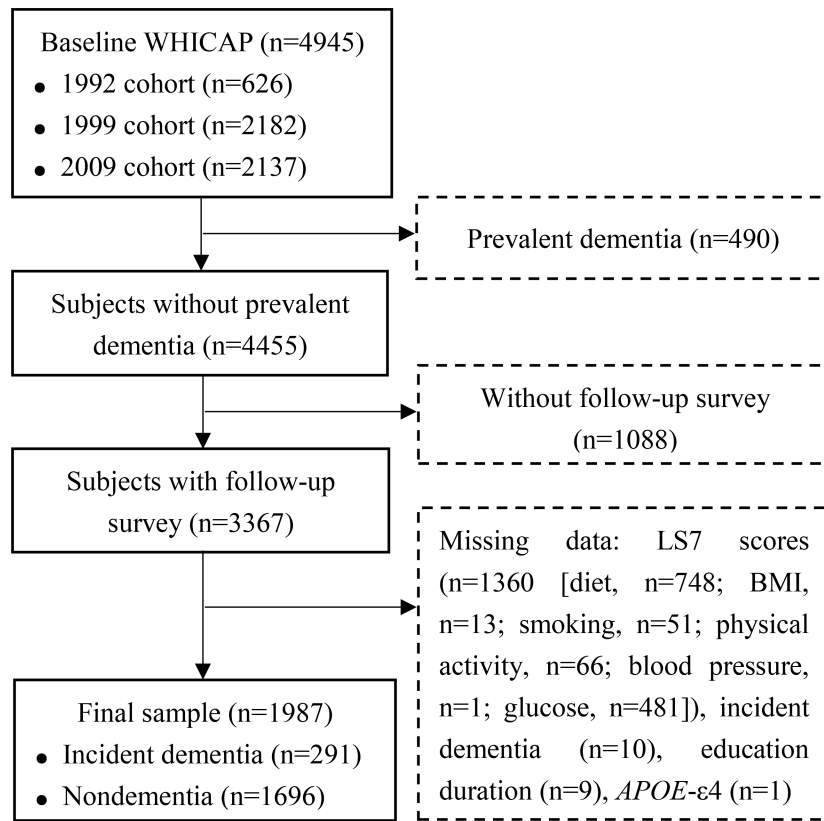 Baseline WHICAP (n=4945)
● 1992 cohort (n=626)
● 1999 cohort (n=2182)
● 2009 cohort (n=2137)
Prevalent dementia (n=490)
Subjects without prevalent
dementia (n=4455)
Without follow-up survey
(n=1088)
Subjects with follow-up
survey (n=3367)
Missing data: LS7 scores
(n=1360 [diet, n=748; BMI,
n=13; smoking, n=51; physical
activity, n=66; blood pressure,
n=1; glucose, n=481]), incident
dementia (n=10), education
duration (n=9), APOE-ε4 (n=1)
Final sample (n=1987)
● Incident dementia (n=291)
● Nondementia (n=1696)